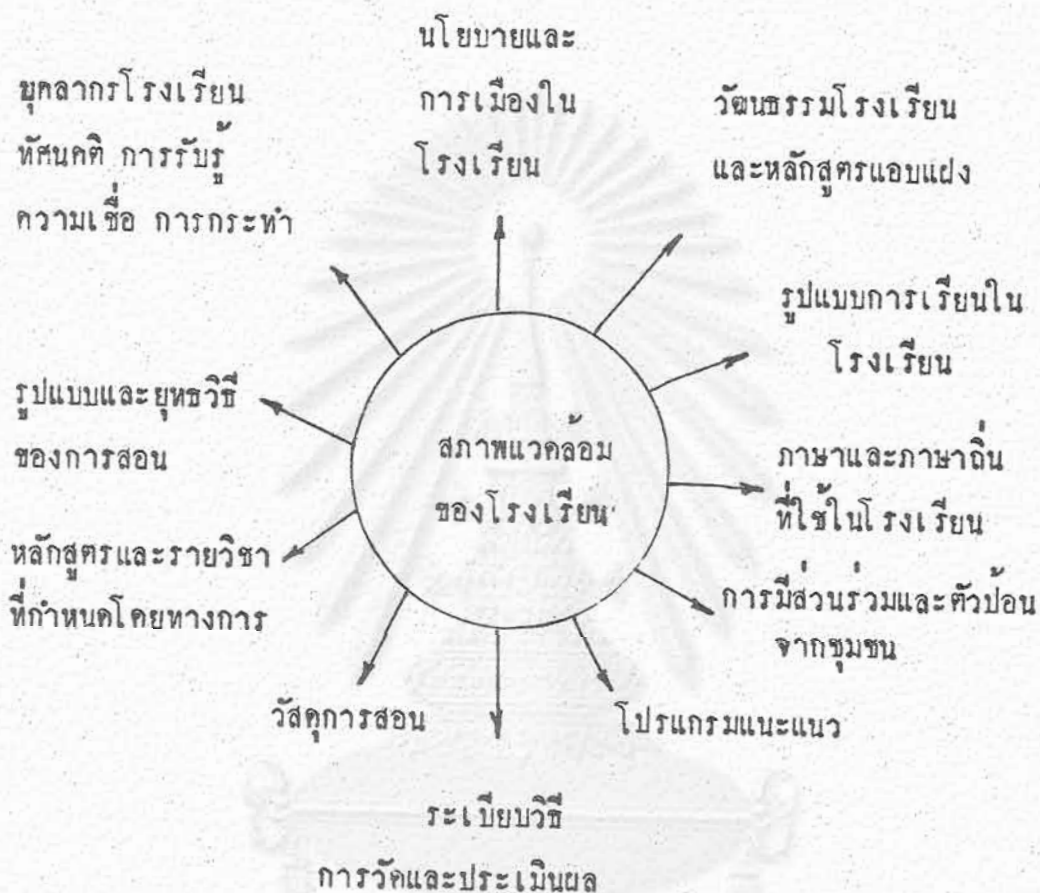 นโยบายและ
การเมืองใน
โรงเรียน
วัฒนธรรมโรงเรียน
และหลักสูตรแอบแฝง
รูปแบบการเรียนใน
โรงเรียน
ภาษาและภาษาถิ่น
ที่ใช้ในโรงเรียน
การมีส่วนร่วมและตัวป้อน
จากชุมชน
โปรแกรมแนะแนว
ระเบียบวิธี
การวัดและประเมินผล
วัสดุการสอน
หลักสูตรและรายวิชา
ที่กำหนดโดยทางการ
รูปแบบและยุทธวิธี
ของการสอน
บุคลากรโรงเรียน
ทัศนคติ การรับรู้
ความเชื่อ การกระทำ
สภาพแวดล้อม
ของโรงเรียน